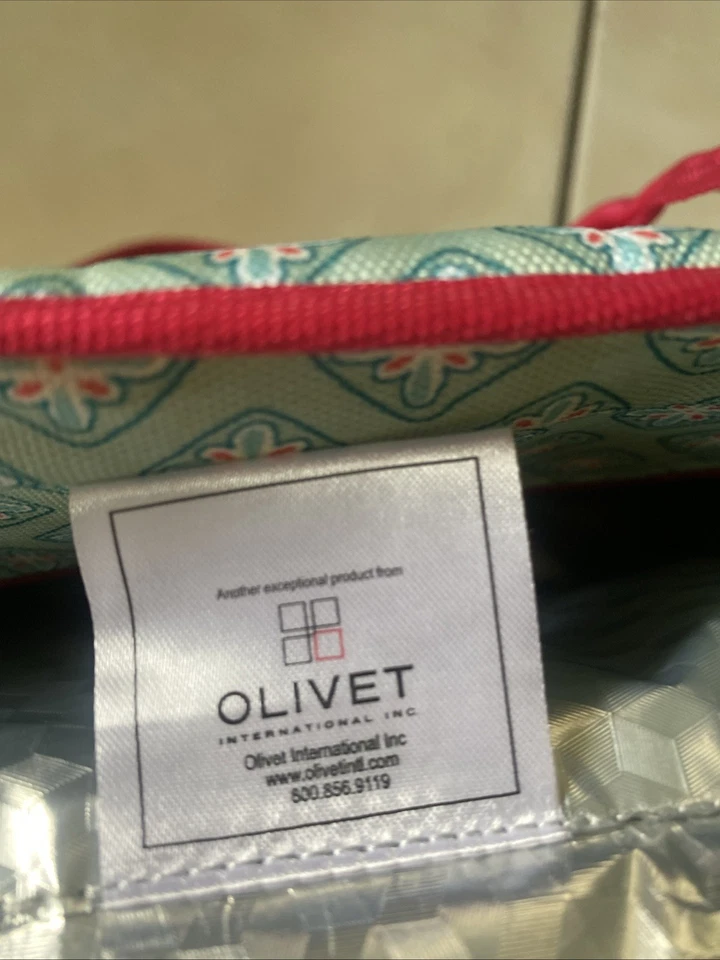 Another exceptional product from
OLIVET
INTERNATIONAL INC.
Olivet International Inc
www.olivetintl.com
800.856.9119